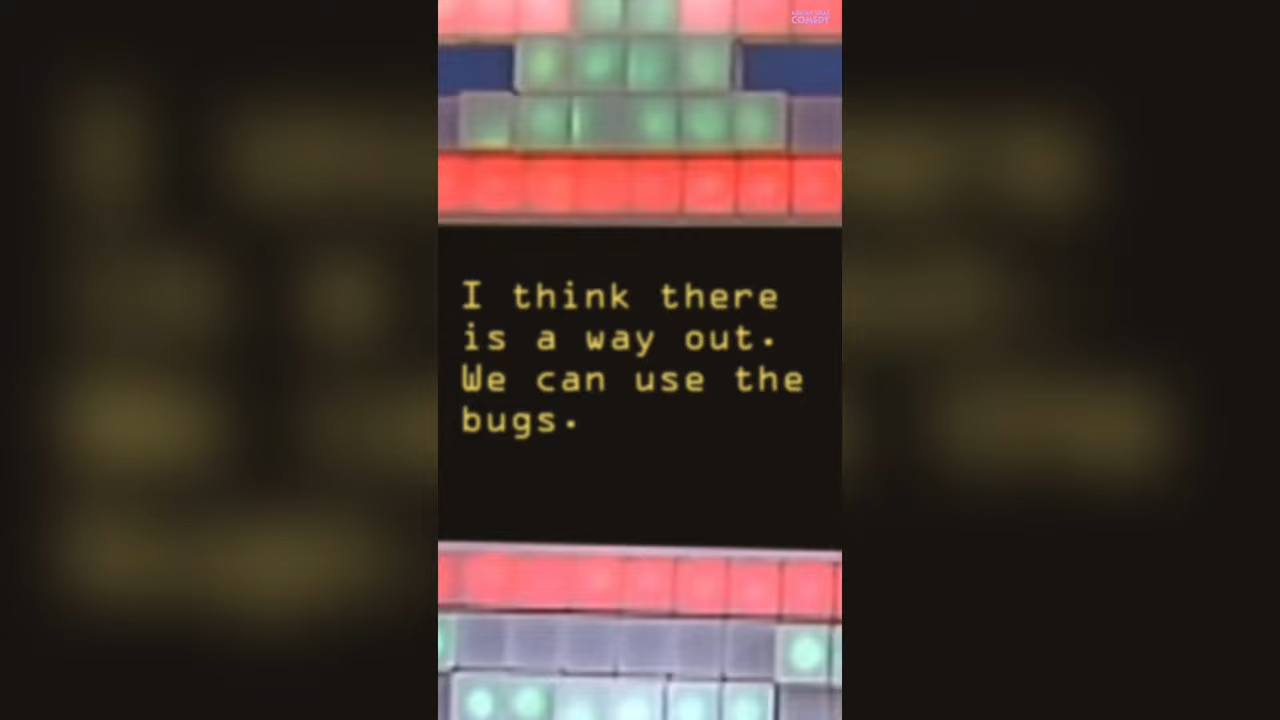 COMEDY
I think there
is a way out.
We can use the
bugs.